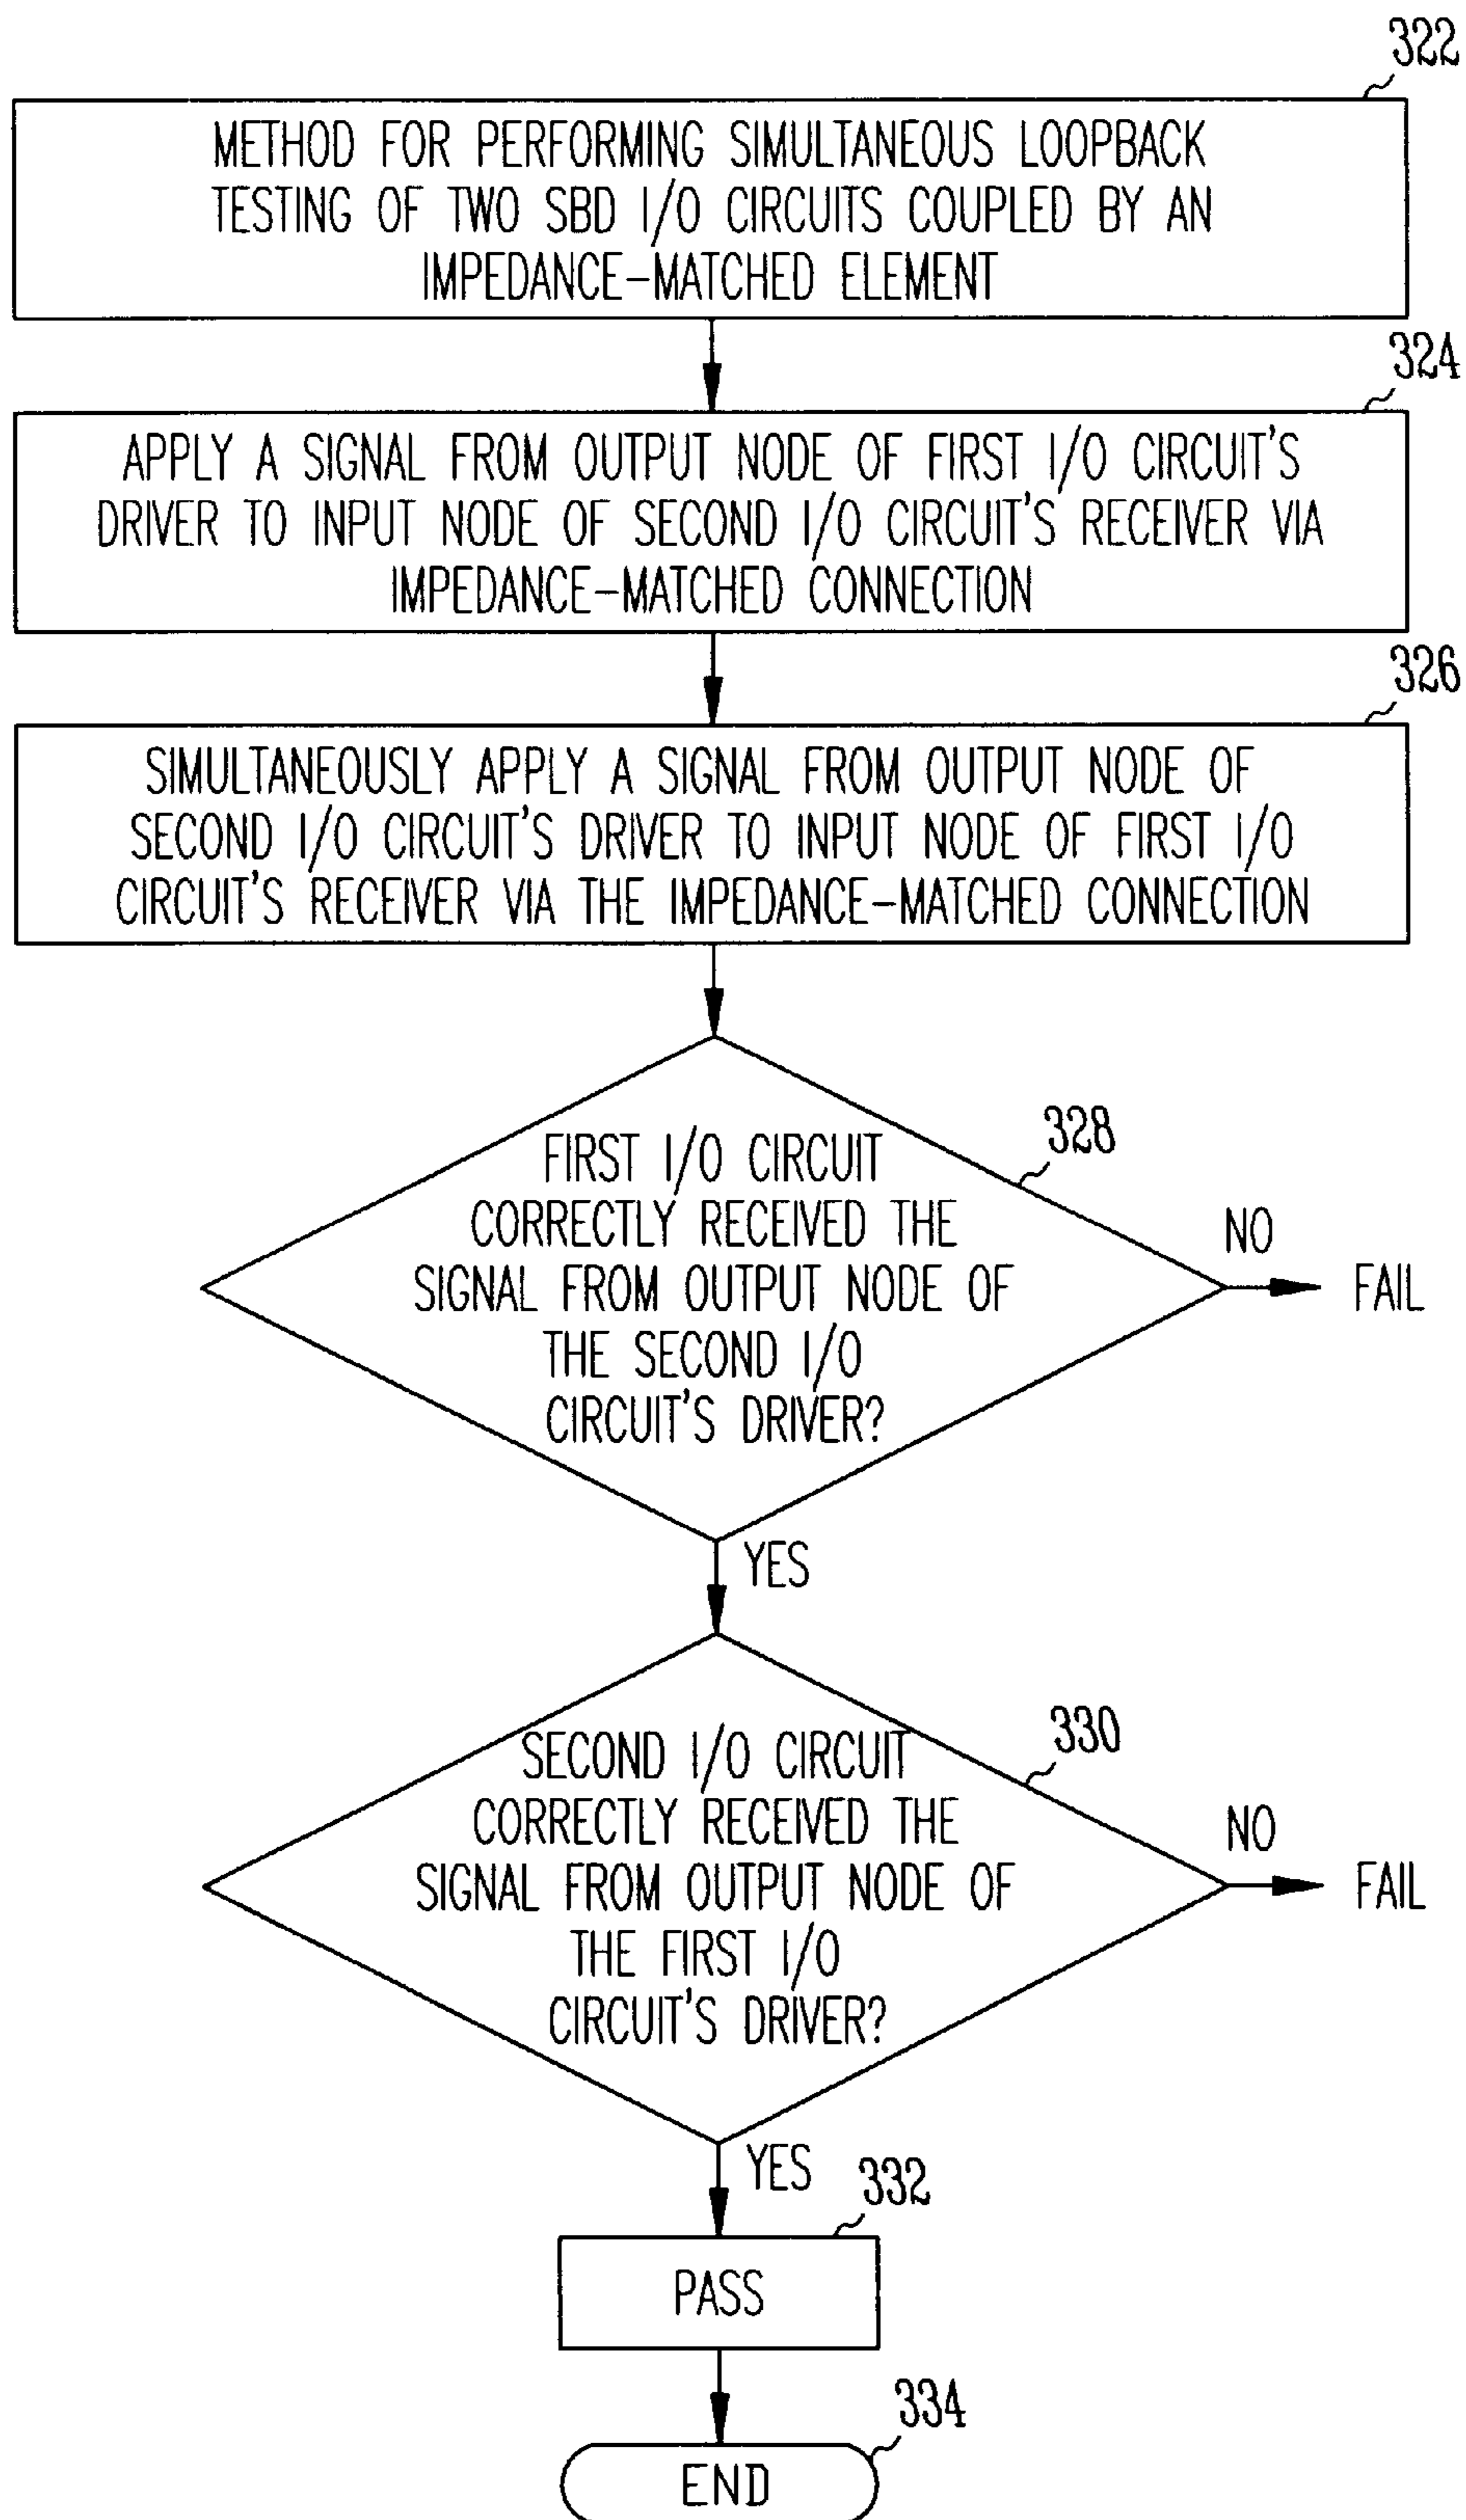 322
METHOD FOR PERFORMING SIMULTANEOUS LOOPBACK
TESTING OF TWO SBD I/O CIRCUITS COUPLED BY AN
IMPEDANCE-MATCHED ELEMENT
324
APPLY A SIGNAL FROM OUTPUT NODE OF FIRST I/O CIRCUIT'S
DRIVER TO INPUT NODE OF SECOND I/O CIRCUIT'S RECEIVER VIA
IMPEDANCE-MATCHED CONNECTION
326
SIMULTANEOUSLY APPLY A SIGNAL FROM OUTPUT NODE OF
SECOND I/O CIRCUIT'S DRIVER TO INPUT NODE OF FIRST I/O
CIRCUIT'S RECEIVER VIA THE IMPEDANCE-MATCHED CONNECTION
328
FIRST I/O CIRCUIT
CORRECTLY RECEIVED THE
SIGNAL FROM OUTPUT NODE OF
THE SECOND I/O
CIRCUIT'S DRIVER?
NO
FAIL
YES
330
SECOND I/O CIRCUIT
CORRECTLY RECEIVED THE
SIGNAL FROM OUTPUT NODE OF
THE FIRST I/O
CIRCUIT'S DRIVER?
NO
FAIL
YES
332
PASS
334
END